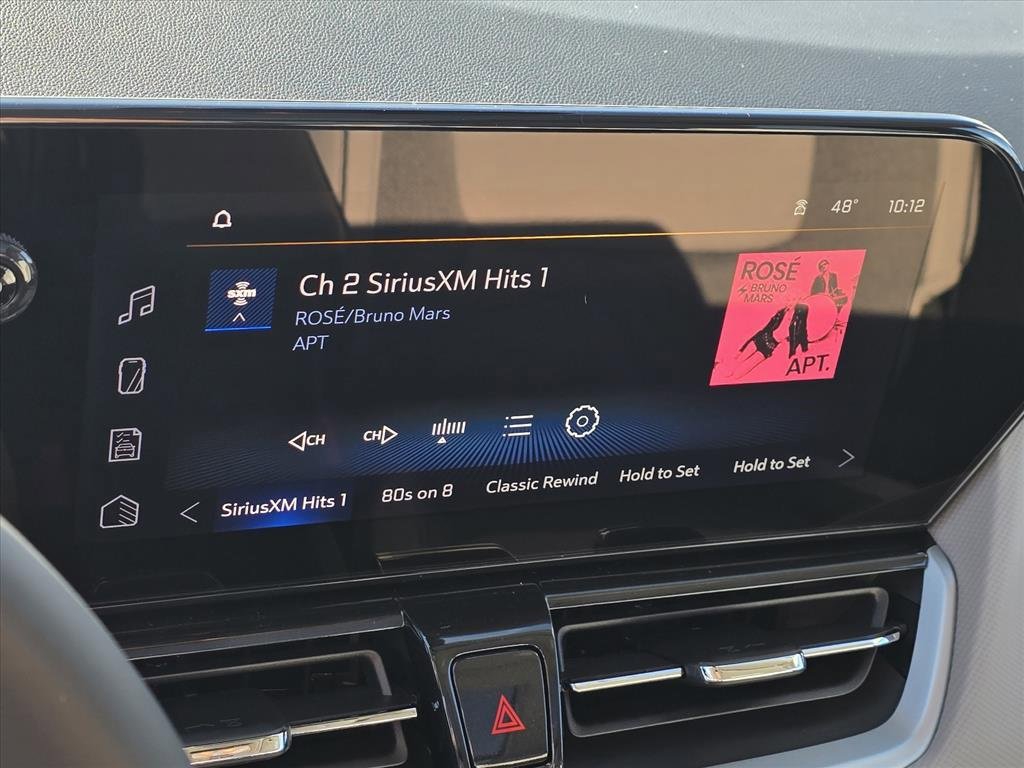 48° 10:12
sxm
Ch 2 SiriusXM Hits 1
ROSÉ/Bruno Mars
APT
ROSÉ
BRUNO
MARS
APT.
CH CH
SiriusXM Hits 1 80s on 8 Classic Rewind Hold to Set Hold to Set